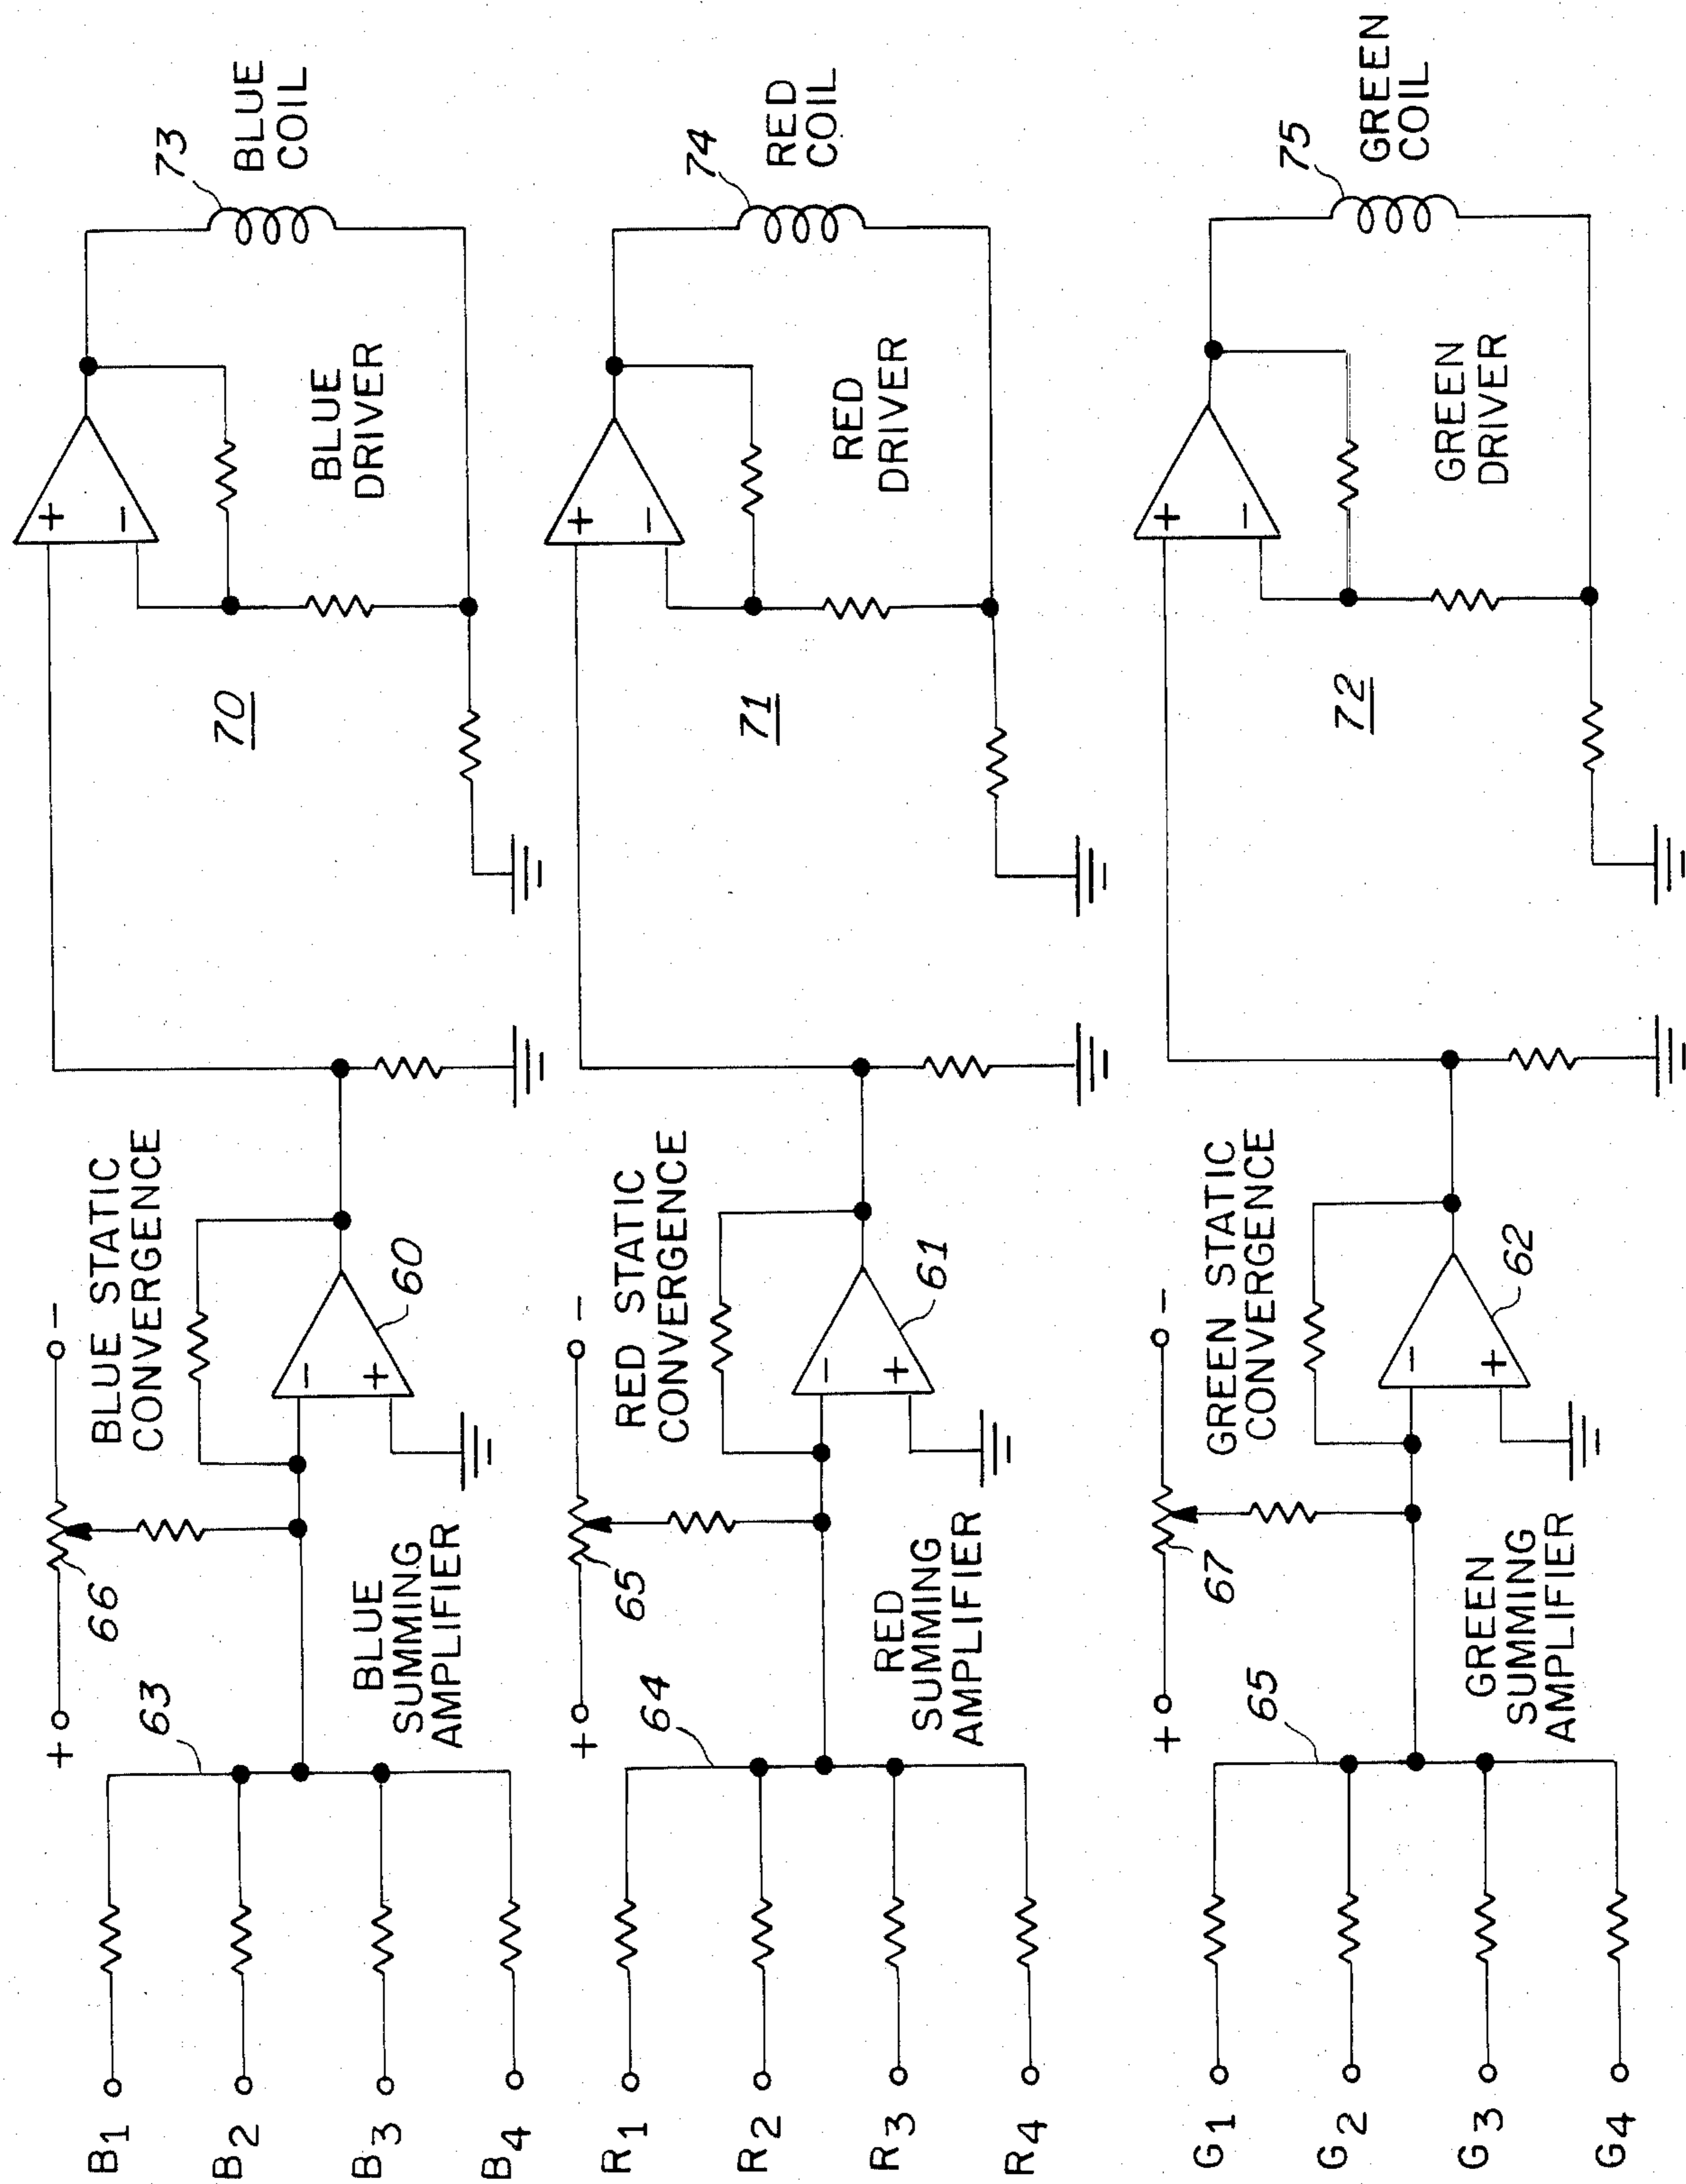 B1
B2
B3
B4
63
+
66
-
BLUE STATIC
CONVERGENCE
BLUE
SUMMING
AMPLIFIER
-
+
60
70
+
-
BLUE
DRIVER
73
BLUE
COIL
R1
R2
R3
R4
64
+
65
-
RED STATIC
CONVERGENCE
RED
SUMMING
AMPLIFIER
-
+
61
71
+
-
RED
DRIVER
74
RED
COIL
G1
G2
G3
G4
65
+
67
-
GREEN STATIC
CONVERGENCE
GREEN
SUMMING
AMPLIFIER
-
+
62
72
+
-
GREEN
DRIVER
75
GREEN
COIL